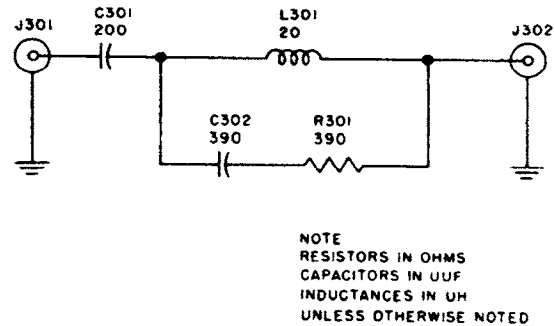 J301
C301
200
L301
20
J302
C302
390
R301
390
NOTE
RESISTORS IN OHMS
CAPACITORS IN UUF
INDUCTANCES IN UH
UNLESS OTHERWISE NOTED